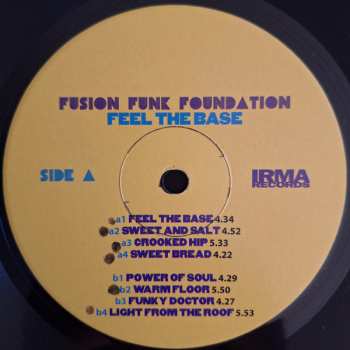 FUSION FUNK FOUNDATION
FEEL THE BASE
SIDE A
IRMA
RECORDS
a1 FEEL THE BASE 4.34
a2 SWEET AND SALT 4.52
a3 CROOKED HIP 5.33
a4 SWEET BREAD 4.22
b1 POWER OF SOUL 4.29
b2 WARM FLOOR 5.50
b3 FUNKY DOCTOR 4.27
b4 LIGHT FROM THE ROOF 5.53